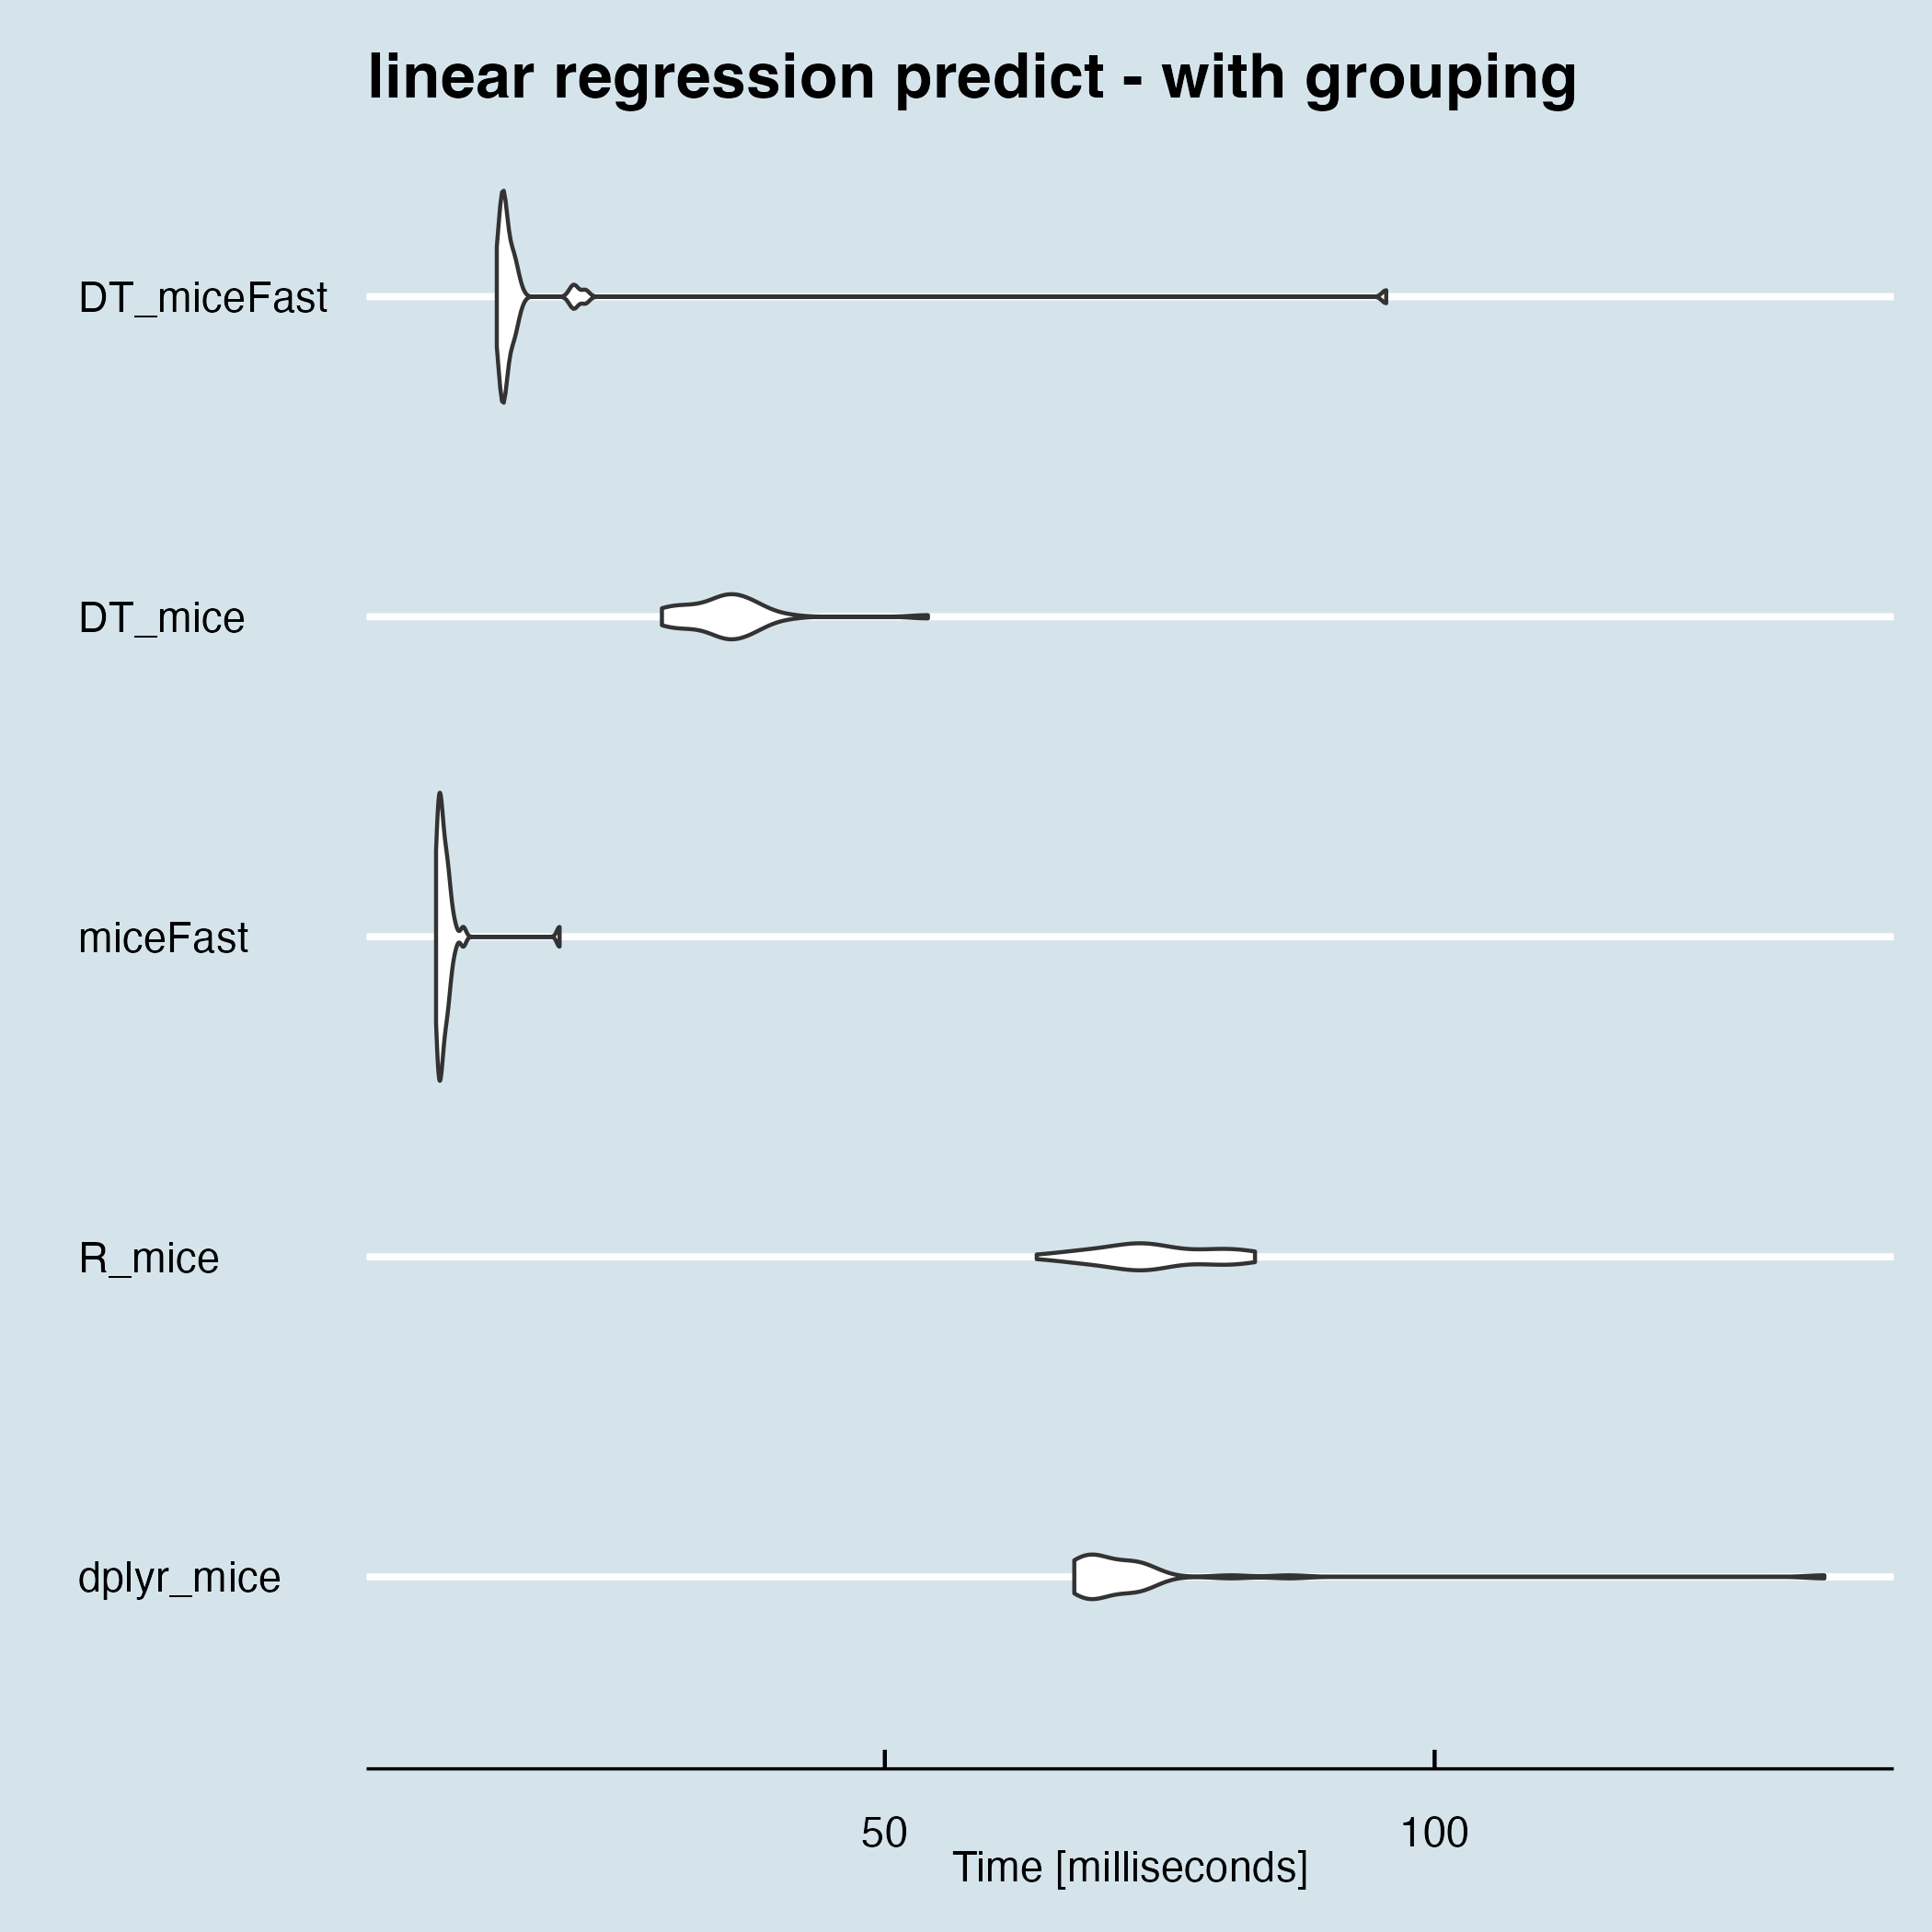 linear regression predict - with grouping
DT_miceFast
DT_mice
miceFast
R_mice
dplyr_mice
50
100
Time [milliseconds]